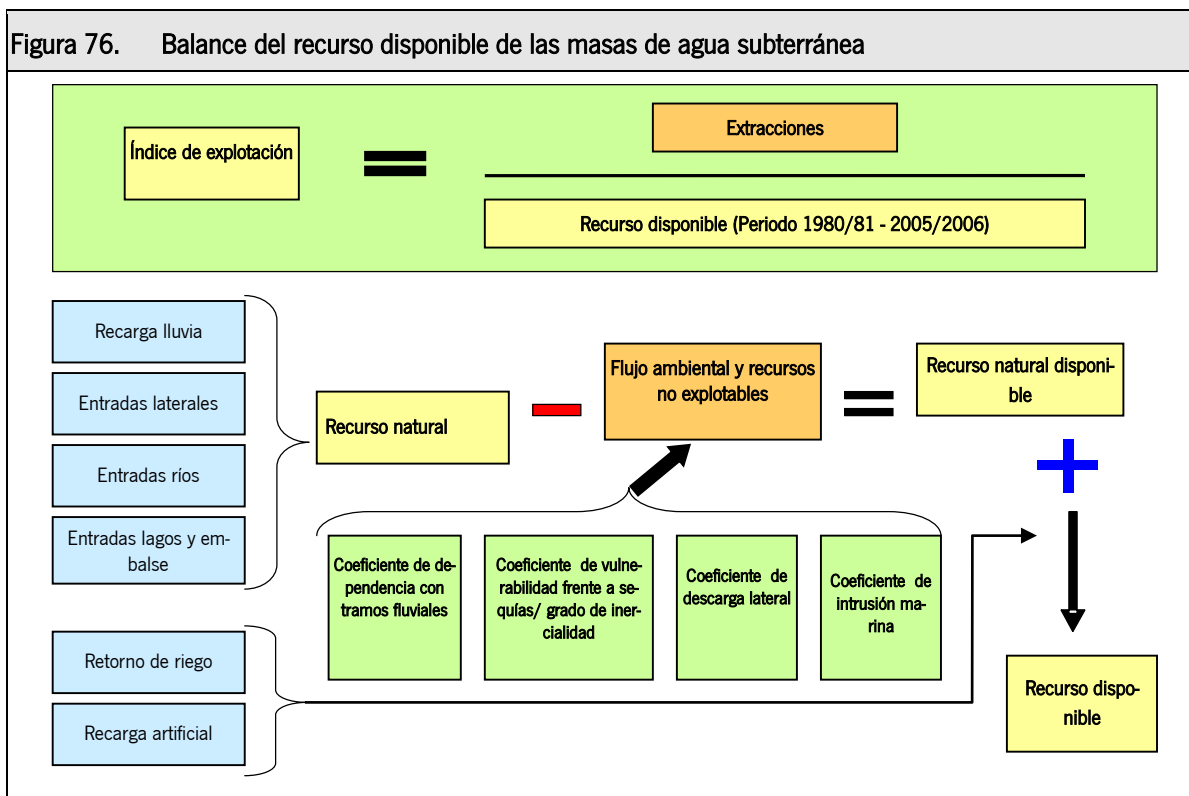 Figura 76. Balance del recurso disponible de las masas de agua subterránea
Índice de explotación
Extracciones
Recurso disponible (Periodo 1980/81 - 2005/2006)
Recarga lluvia
Entradas laterales
Entradas ríos
Entradas lagos y em-
balse
Recurso natural
Flujo ambiental y recursos
no explotables
Recurso natural disponi-
ble
Coeficiente de de-
pendencia con
tramos fluviales
Coeficiente de vulne-
rabilidad frente a se-
quías/ grado de iner-
cialidad
Coeficiente de
descarga lateral
Coeficiente de
intrusión ma-
rina
Retorno de riego
Recarga artificial
Recurso dispo-
nible